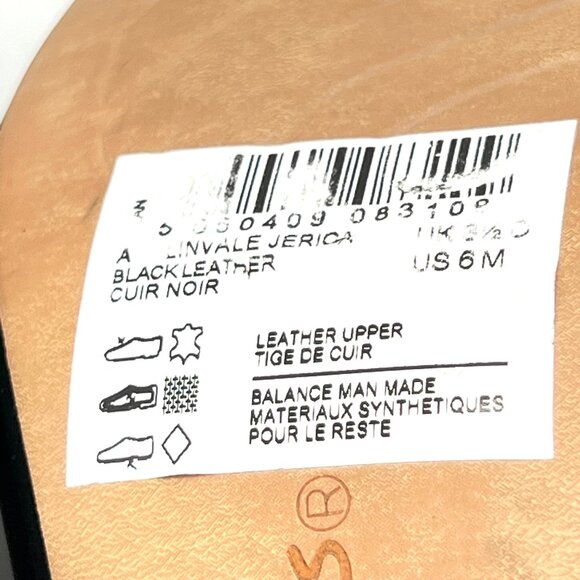 A LINVALE JERICA
BLACK LEATHER US 6 M
CUIR NOIR
LEATHER UPPER
TIGE DE CUIR
BALANCE MAN MADE
MATERIAUX SYNTHETIQUES
POUR LE RESTE
S®